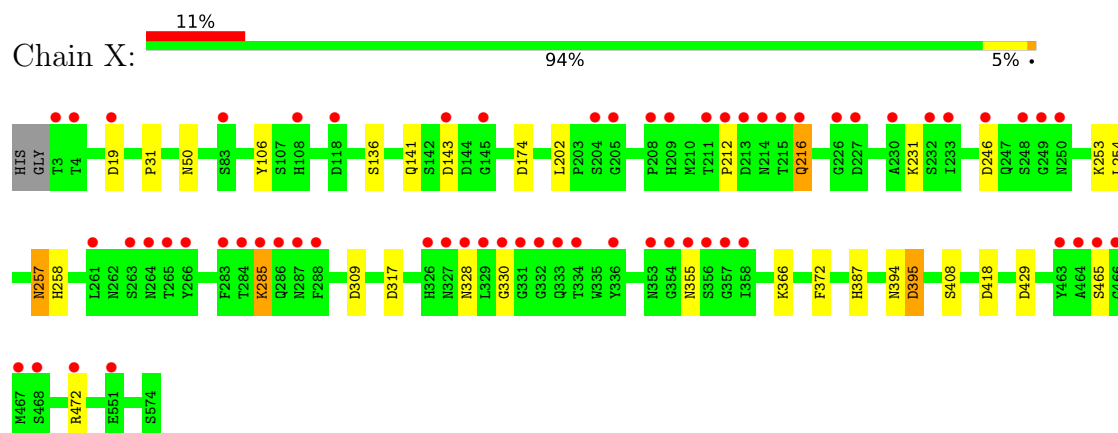 11%
Chain X:
94%
5%
HIS GLY T3 T4 D19 P31 N50 S83 Y106 S107 H108 D118 S136 Q141 S142 D143 D144 G145 D174 L202 P203 S204 G205 P208 H209 M210 T211 P212 D213 N214 T215 Q216 G226 D227 A230 K231 S232 I233 D246 Q247 S248 G249 N250 K253
N257 H258 L261 N262 S263 N264 T265 Y266 F283 T284 K285 Q286 N287 F288 D309 D317 H326 N327 N328 L329 G330 G331 G332 Q333 T334 W335 Y336 N353 G354 N355 S356 G357 I358 K366 F372 H387 N394 D395 S408 D418 D429 Y463 A464 S465
M467 S468 R472 E551 S574